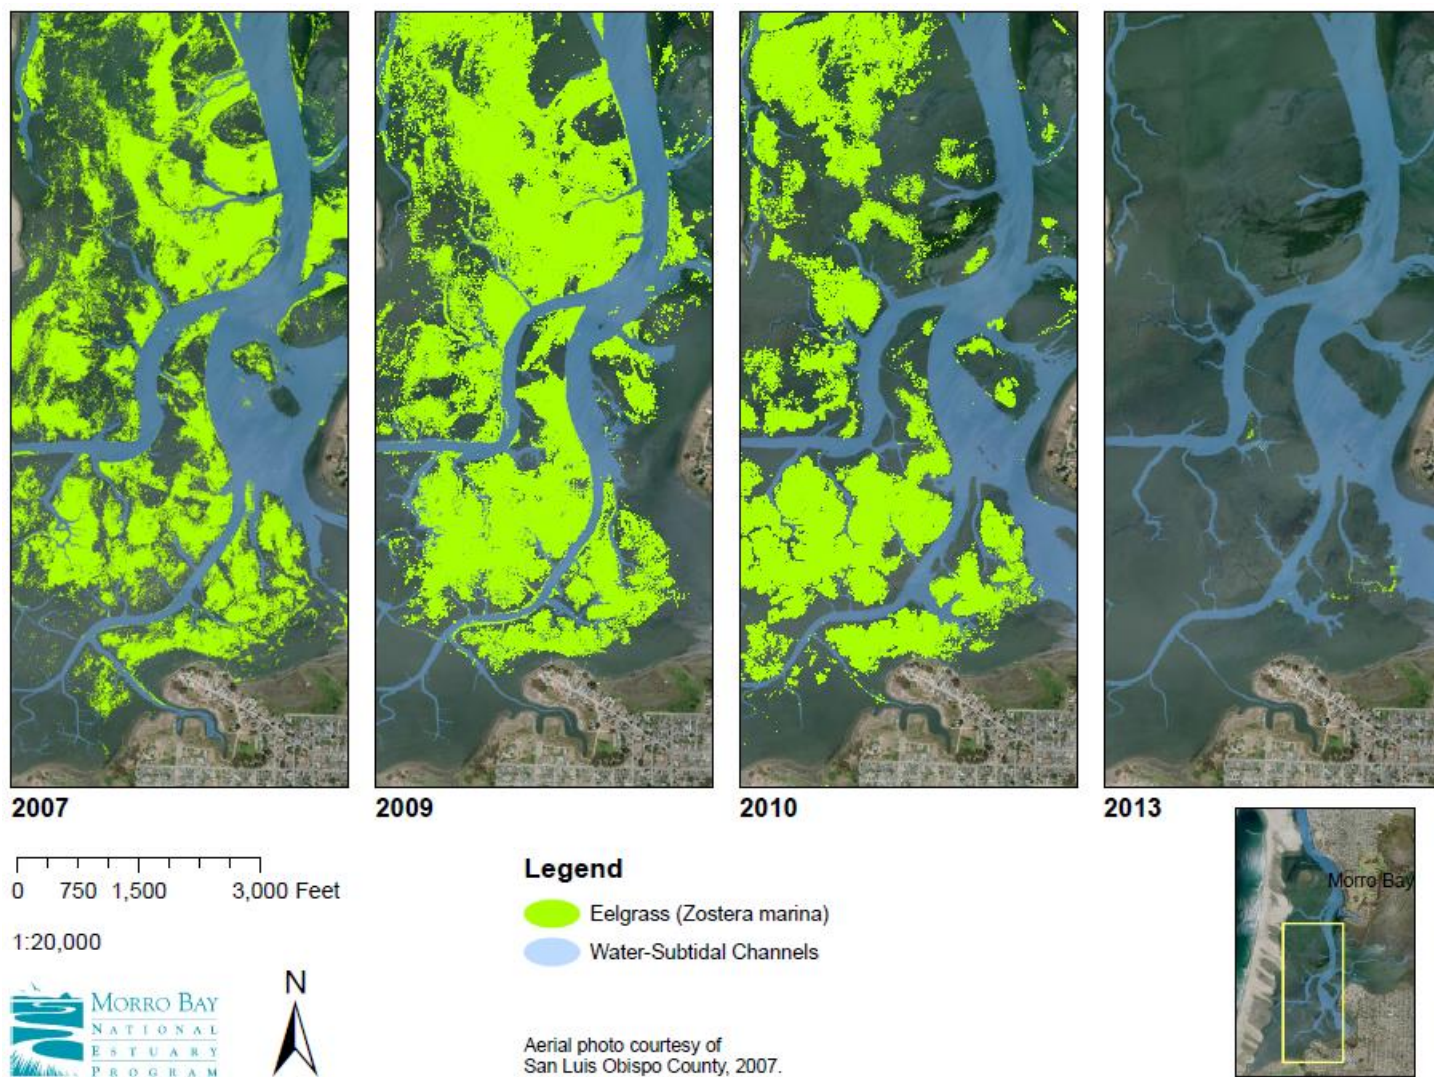 2007
2009
2010
2013
0 750 1,500 3,000 Feet
1:20,000
MORRO BAY
NATIONAL
ESTUARY
PROGRAM
N
Legend
Eelgrass (Zostera marina)
Water-Subtidal Channels
Aerial photo courtesy of
San Luis Obispo County, 2007.
Morro Bay